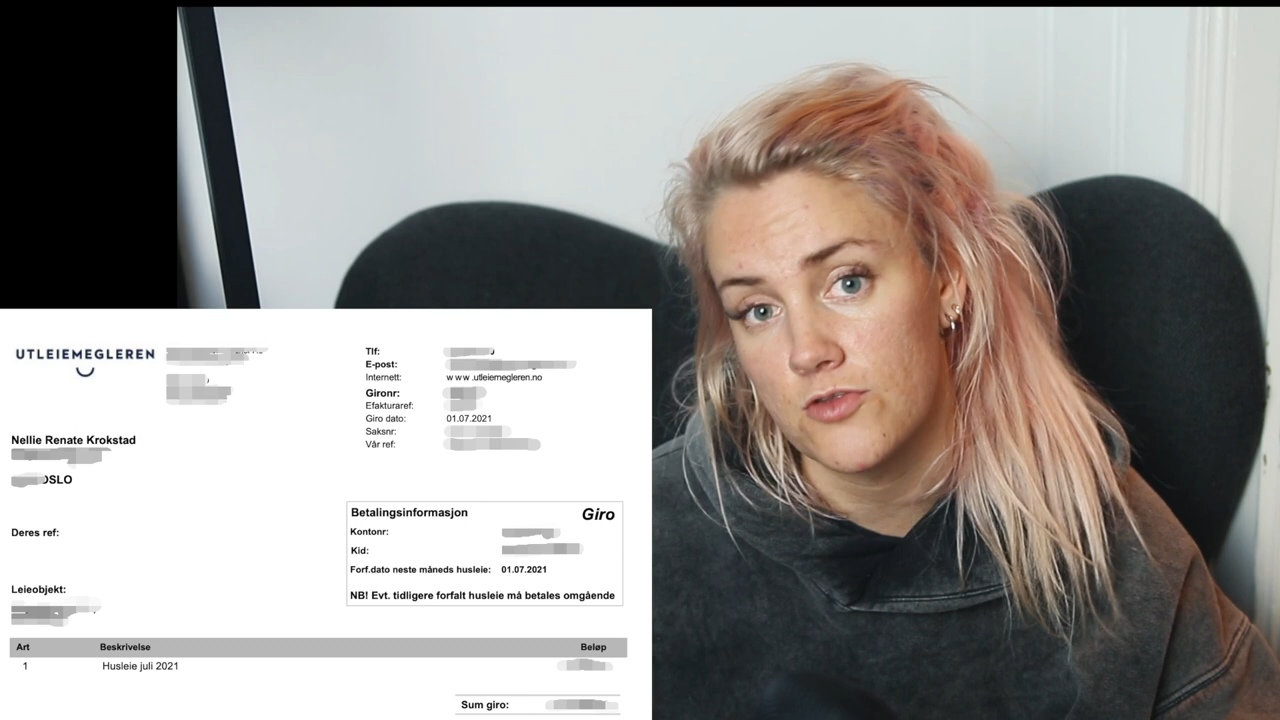 UTLEIEMEGLEREN
Tlf:
E-post:
Internett: www.utleiemegleren.no
Gironr:
Efakturaref:
Giro dato: 01.07.2021
Saksnr:
Vår ref:
Nellie Renate Krokstad
OSLO
Deres ref:
Betalingsinformasjon Giro
Kontonr:
Kid:
Forf.dato neste måneds husleie: 01.07.2021
NB! Evt. tidligere forfalt husleie må betales omgående
Leieobjekt:
Art Beskrivelse Beløp
1 Husleie juli 2021
Sum giro: